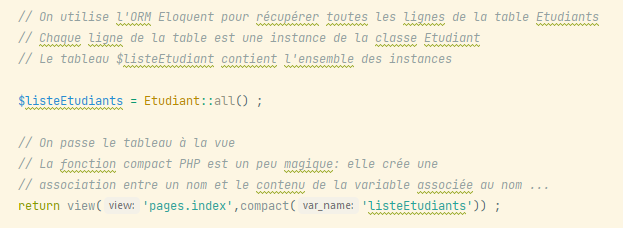 // On utilise l'ORM Eloquent pour récupérer toutes les lignes de la table Etudiants
// Chaque ligne de la table est une instance de la classe Etudiant
// Le tableau $listeEtudiant contient l'ensemble des instances
$listeEtudiants = Etudiant::all() ;
// On passe le tableau à la vue
// La fonction compact PHP est un peu magique: elle crée une
// association entre un nom et le contenu de la variable associée au nom ...
return view( view: 'pages.index',compact( var_name: 'listeEtudiants')) ;